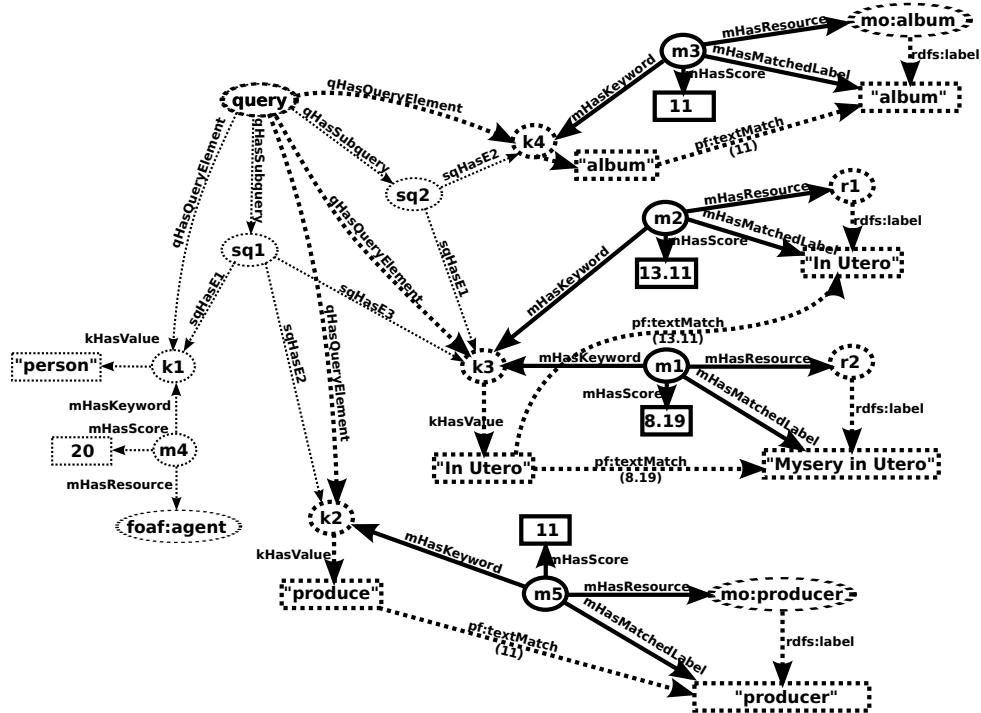 mo:album
mHasResource
m3
rdfs:label
mHasMatchedLabel
mHasScore
mHasKeyword
qHasQueryElement
query
11
"album"
qHasSubquery
k4
pf:textMatch
(11)
"album"
qHasQueryElement
qHasSubquery
sqHasE2
sq2
r1
mHasResource
m2
mHasMatchedLabel
rdfs:label
qHasQueryElement
mHasScore
sq1
sqHasE1
"In Utero"
13.11
mHasKeyword
sqHasE1
sqHasE3
pf:textMatch
(13.11)
kHasValue
qHasQueryElement
sqHasE2
"person"
k1
k3
mHasKeyword
m1
mHasResource
r2
mHasKeyword
mHasScore
mHasMatchedLabel
rdfs:label
8.19
kHasValue
mHasScore
20
m4
"In Utero"
pf:textMatch
(8.19)
"Mysery in Utero"
mHasResource
foaf:agent
k2
11
kHasValue
mHasKeyword
mHasScore
"produce"
m5
mHasResource
mo:producer
mHasMatchedLabel
pf:textMatch
(11)
rdfs:label
"producer"